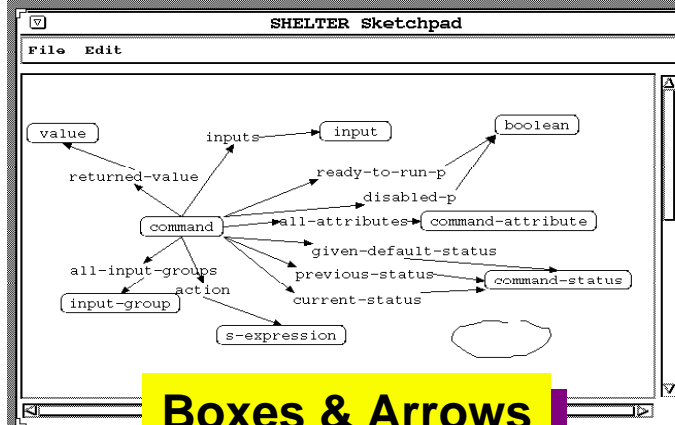 SHELTER Sketchpad
File Edit
value
inputs
input
boolean
returned-value
ready-to-run-p
disabled-p
command
all-attributes
command-attribute
given-default-status
all-input-groups
previous-status
command-status
action
current-status
input-group
s-expression
Boxes & Arrows